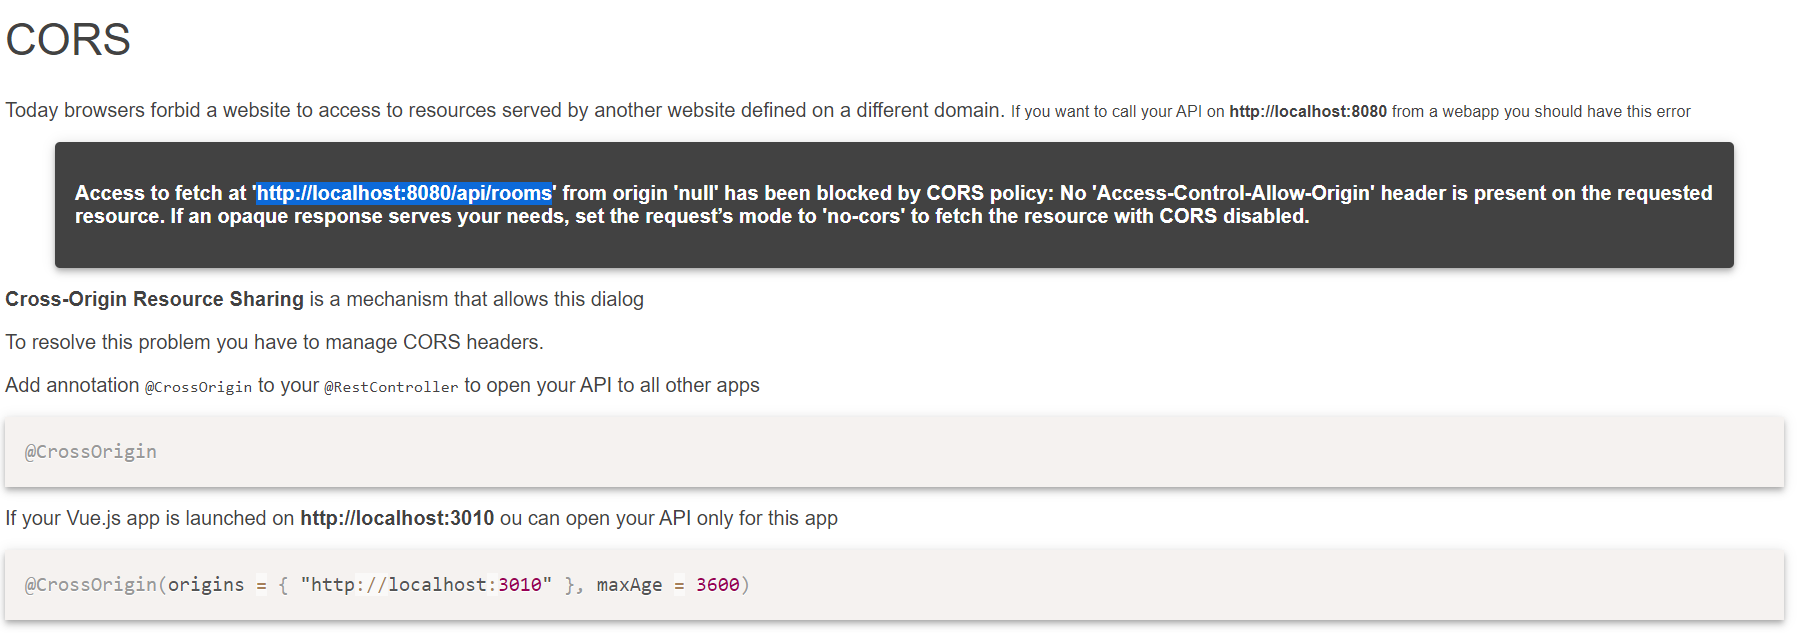 CORS
Today browsers forbid a website to access to resources served by another website defined on a different domain. If you want to call your API on http://localhost:8080 from a webapp you should have this error
Access to fetch at 'http://localhost:8080/api/rooms' from origin 'null' has been blocked by CORS policy: No 'Access-Control-Allow-Origin' header is present on the requested
resource. If an opaque response serves your needs, set the request’s mode to 'no-cors' to fetch the resource with CORS disabled.
Cross-Origin Resource Sharing is a mechanism that allows this dialog
To resolve this problem you have to manage CORS headers.
Add annotation @CrossOrigin to your @RestController to open your API to all other apps
@CrossOrigin
If your Vue.js app is launched on http://localhost:3010 ou can open your API only for this app
@CrossOrigin(origins = { "http://localhost:3010" }, maxAge = 3600)